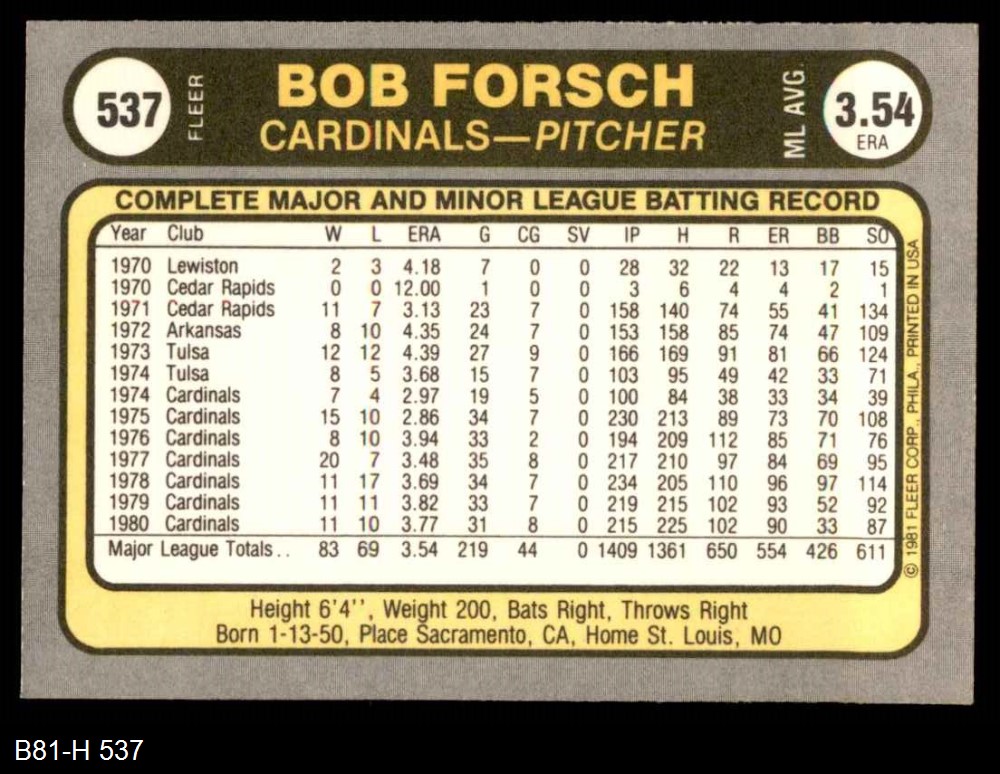 537 FLEER BOB FORSCH ML AVG. 3.54
CARDINALS—PITCHER ERA
COMPLETE MAJOR AND MINOR LEAGUE BATTING RECORD
Year Club W L ERA G CG SV IP H R ER BB SO
1970 Lewiston 2 3 4.18 7 0 0 28 32 22 13 17 15
1970 Cedar Rapids 0 0 12.00 1 0 0 3 6 4 4 2 1
1971 Cedar Rapids 11 7 3.13 23 7 0 158 140 74 55 41 134
1972 Arkansas 8 10 4.35 24 7 0 153 158 85 74 47 109
1973 Tulsa 12 12 4.39 27 9 0 166 169 91 81 66 124
1974 Tulsa 8 5 3.68 15 7 0 103 95 49 42 33 71
1974 Cardinals 7 4 2.97 19 5 0 100 84 38 33 34 39
1975 Cardinals 15 10 2.86 34 7 0 230 213 89 73 70 108
1976 Cardinals 8 10 3.94 33 2 0 194 209 112 85 71 76
1977 Cardinals 20 7 3.48 35 8 0 217 210 97 84 69 95
1978 Cardinals 11 17 3.69 34 7 0 234 205 110 96 97 114
1979 Cardinals 11 11 3.82 33 7 0 219 215 102 93 52 92
1980 Cardinals 11 10 3.77 31 8 0 215 225 102 90 33 87
Major League Totals.. 83 69 3.54 219 44 0 1409 1361 650 554 426 611
© 1981 FLEER CORP., PHILA., PRINTED IN USA
Height 6'4'', Weight 200, Bats Right, Throws Right
Born 1-13-50, Place Sacramento, CA, Home St. Louis, MO
B81-H 537